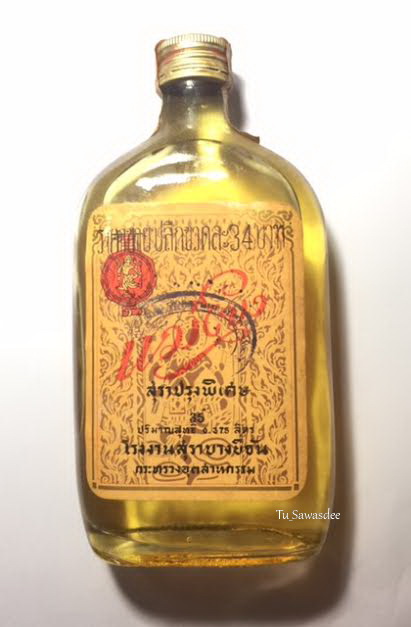 ราคาขายปลีกขวดละ34บาท
แม่โขง
สุราปรุงพิเศษ
35
ปริมาณสุทธิ 0.375 ลิตร
โรงงานสุราบางยี่ขัน
กระทรวงอุตสาหกรรม
Tu Sawasdee